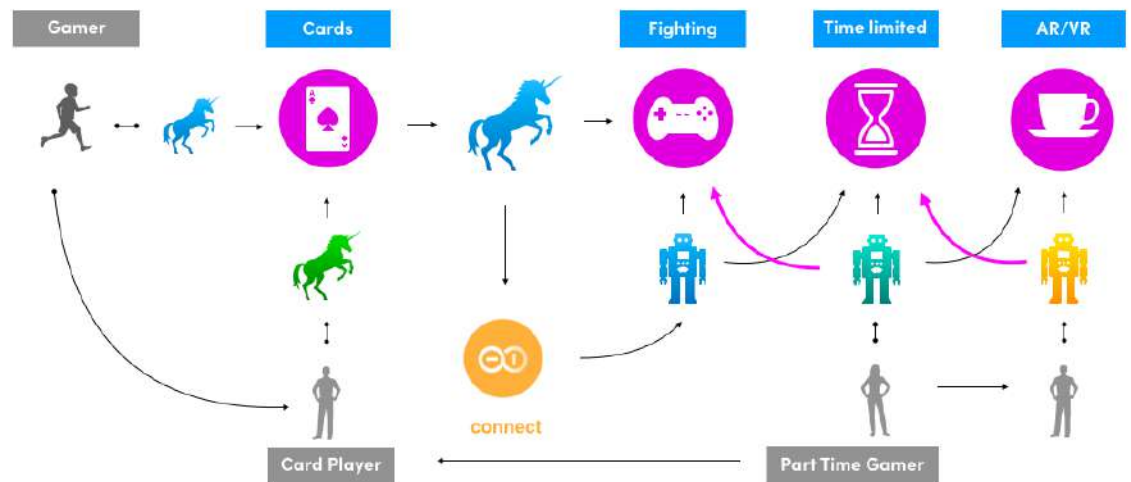 Gamer
Cards
Fighting
Time limited
AR/VR
A
connect
Card Player
Part Time Gamer